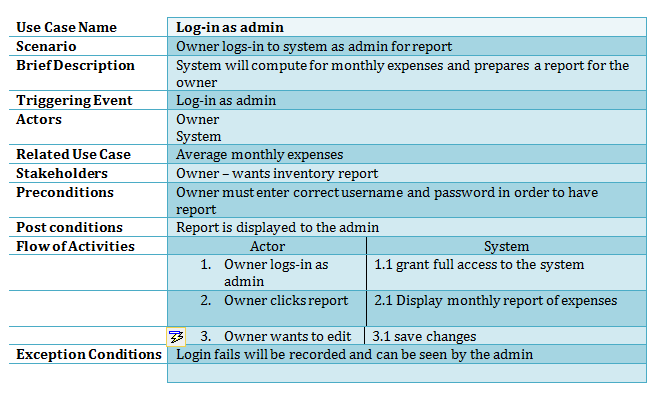 Use Case Name Log-in as admin
Scenario Owner logs-in to system as admin for report
Brief Description System will compute for monthly expenses and prepares a report for the
owner
Triggering Event Log-in as admin
Actors Owner
System
Related Use Case Average monthly expenses
Stakeholders Owner – wants inventory report
Preconditions Owner must enter correct username and password in order to have
report
Post conditions Report is displayed to the admin
Flow of Activities Actor System
1. Owner logs-in as 1.1 grant full access to the system
admin
2. Owner clicks report 2.1 Display monthly report of expenses
3. Owner wants to edit 3.1 save changes
Exception Conditions Login fails will be recorded and can be seen by the admin